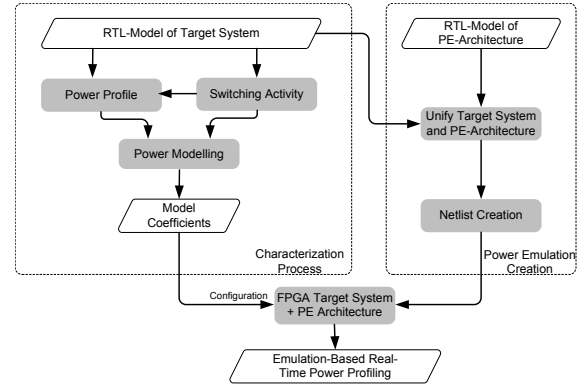 RTL-Model of Target System
RTL-Model of
PE-Architecture
Power Profile
Switching Activity
Unify Target System
and PE-Architecture
Power Modelling
Model
Coefficients
Netlist Creation
Characterization
Process
Power Emulation
Creation
Configuration
FPGA Target System
+ PE Architecture
Emulation-Based Real-
Time Power Profiling